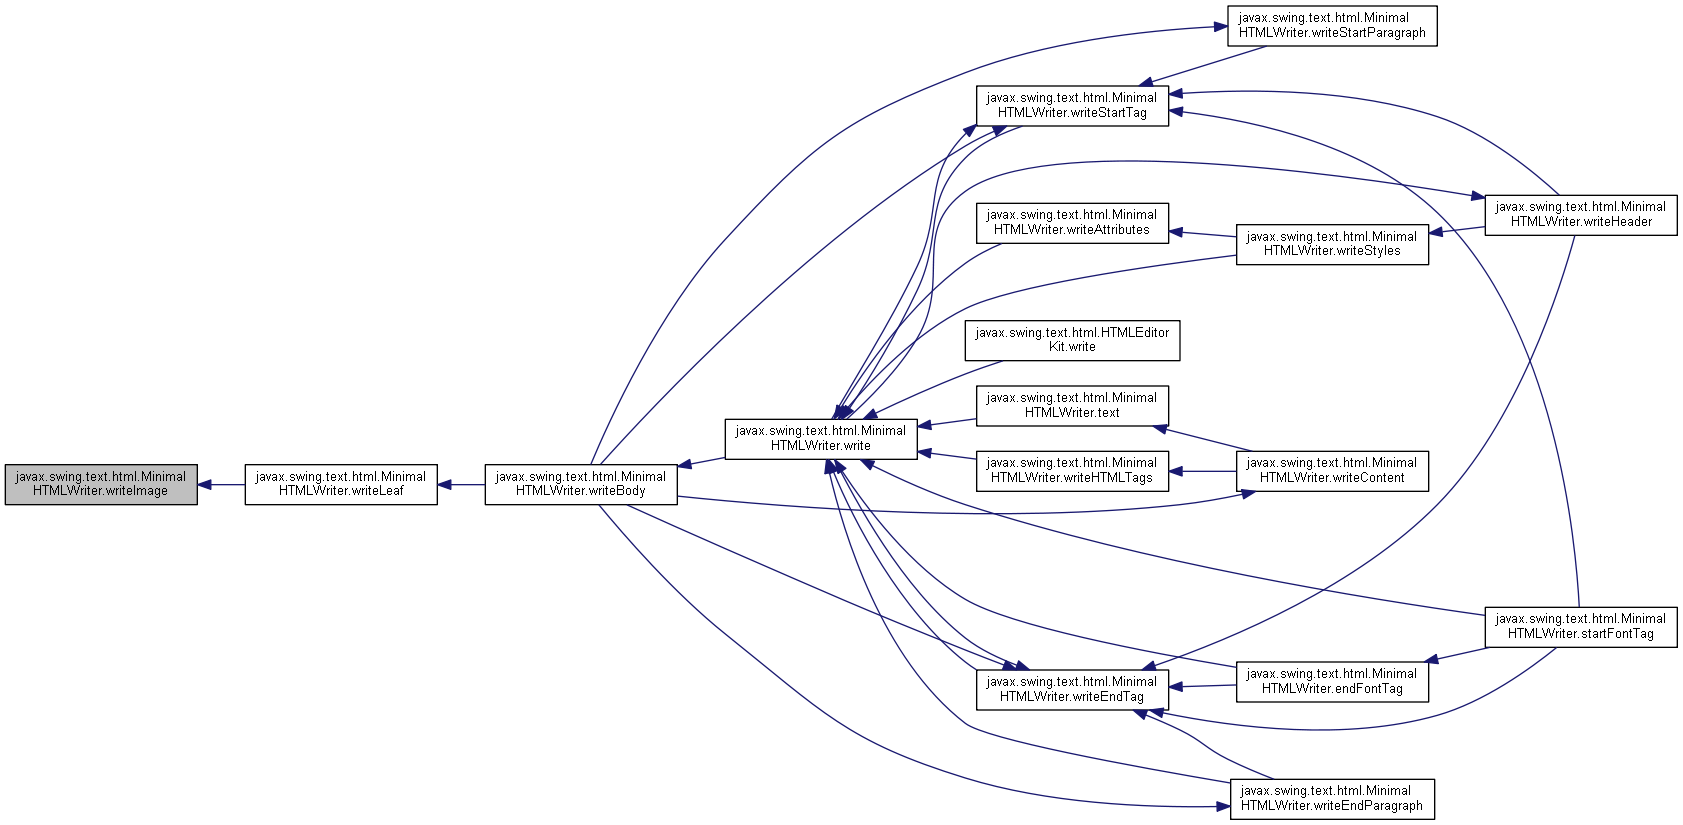 javax.swing.text.html.Minimal
HTMLWriter.writeStartParagraph
javax.swing.text.html.Minimal
HTMLWriter.writeStartTag
javax.swing.text.html.Minimal
HTMLWriter.writeHeader
javax.swing.text.html.Minimal
HTMLWriter.writeAttributes
javax.swing.text.html.Minimal
HTMLWriter.writeStyles
javax.swing.text.html.HTMLEditor
Kit.write
javax.swing.text.html.Minimal
HTMLWriter.text
javax.swing.text.html.Minimal
HTMLWriter.write
javax.swing.text.html.Minimal
HTMLWriter.writeImage
javax.swing.text.html.Minimal
HTMLWriter.writeLeaf
javax.swing.text.html.Minimal
HTMLWriter.writeBody
javax.swing.text.html.Minimal
HTMLWriter.writeHTMLTags
javax.swing.text.html.Minimal
HTMLWriter.writeContent
javax.swing.text.html.Minimal
HTMLWriter.startFontTag
javax.swing.text.html.Minimal
HTMLWriter.writeEndTag
javax.swing.text.html.Minimal
HTMLWriter.endFontTag
javax.swing.text.html.Minimal
HTMLWriter.writeEndParagraph